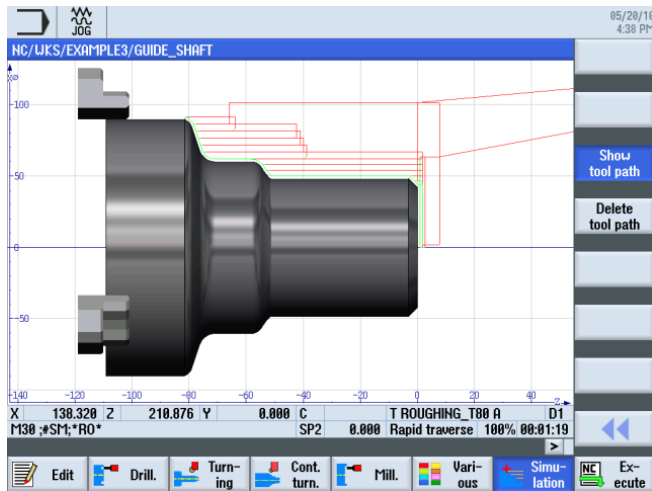 JOG
05/20/16
4:38 PM
NC/WKS/EXAMPLE3/GUIDE_SHAFT
100
50
0
-50
-140 -120 -100 -80 -60 -40 -20 0 20 40 Z
Show
tool path
Delete
tool path
X 138.320 Z 210.876 Y 0.000 C T ROUGHING_T80 A D1
M30 ;#SM;*RO* SP2 0.000 Rapid traverse 100% 00:01:19
>
Edit
Drill.
Turn-
ing
Cont.
turn.
Mill.
Vari-
ous
Simu-
lation
NC
Ex-
ecute